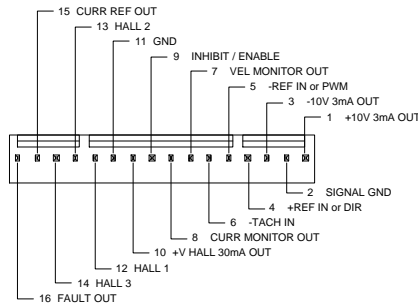 15 CURR REF OUT
13 HALL 2
11 GND
9 INHIBIT / ENABLE
7 VEL MONITOR OUT
5 -REF IN or PWM
3 -10V 3mA OUT
1 +10V 3mA OUT
2 SIGNAL GND
4 +REF IN or DIR
6 -TACH IN
8 CURR MONITOR OUT
10 +V HALL 30mA OUT
12 HALL 1
14 HALL 3
16 FAULT OUT